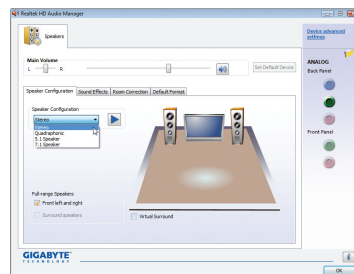 Realtek HD Audio Manager
Speakers
Device advanced
settings
Main Volume
L
R
Set Default Device
ANALOG
Back Panel
Speaker Configuration
Sound Effects
Room Correction
Default Format
Speaker Configuration
Stereo
Stereo
Quadraphonic
5.1 Speaker
7.1 Speaker
Front Panel
Full-range Speakers
Front left and right
Surround speakers
Virtual Surround
GIGABYTE
TECHNOLOGY
i
OK